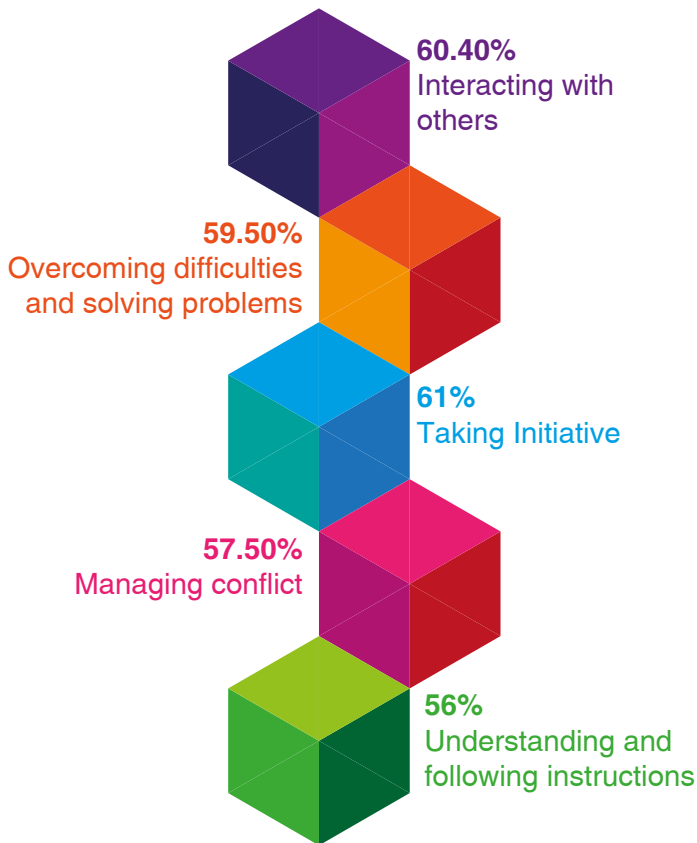 60.40%
Interacting with
others
59.50%
Overcoming difficulties
and solving problems
61%
Taking Initiative
57.50%
Managing conflict
56%
Understanding and
following instructions